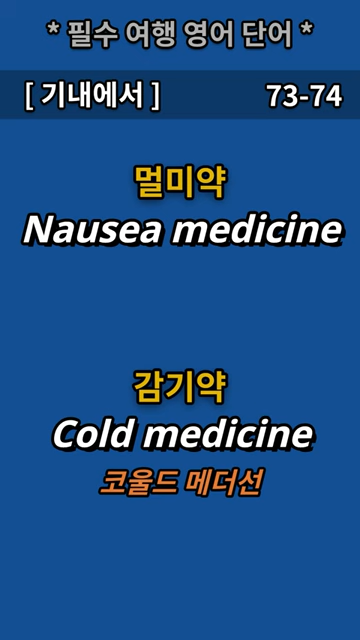 * 필수 여행 영어 단어 *
[ 기내에서 ] 73-74
멀미약
Nausea medicine
감기약
Cold medicine
코울드 메더선